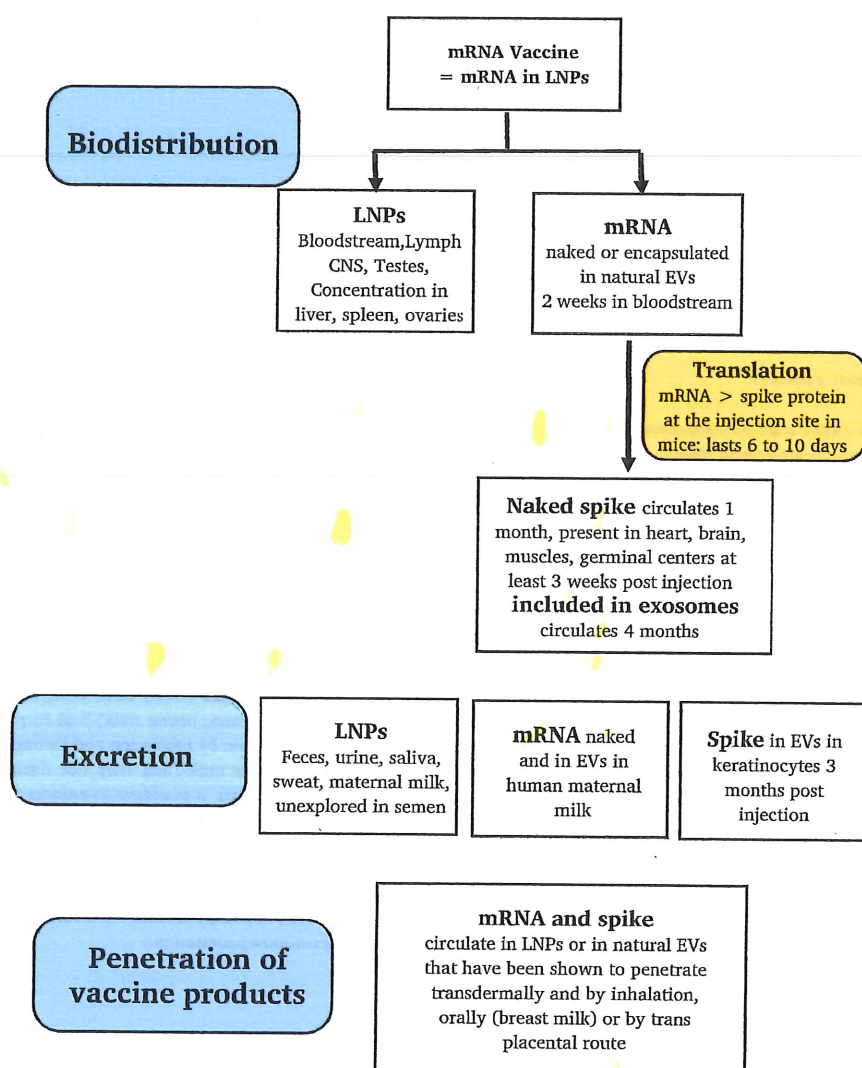 mRNA Vaccine
= mRNA in LNPs
Biodistribution
LNPs
Bloodstream,Lymph
CNS, Testes,
Concentration in
liver, spleen, ovaries
mRNA
naked or encapsulated
in natural EVs
2 weeks in bloodstream
Translation
mRNA > spike protein
at the injection site in
mice: lasts 6 to 10 days
Naked spike circulates 1
month, present in heart, brain,
muscles, germinal centers at
least 3 weeks post injection
included in exosomes
circulates 4 months
Excretion
LNPs
Feces, urine, saliva,
sweat, maternal milk,
unexplored in semen
mRNA naked
and in EVs in
human maternal
milk
Spike in EVs in
keratinocytes 3
months post
injection
Penetration of
vaccine products
mRNA and spike
circulate in LNPs or in natural EVs
that have been shown to penetrate
transdermally and by inhalation,
orally (breast milk) or by trans
placental route